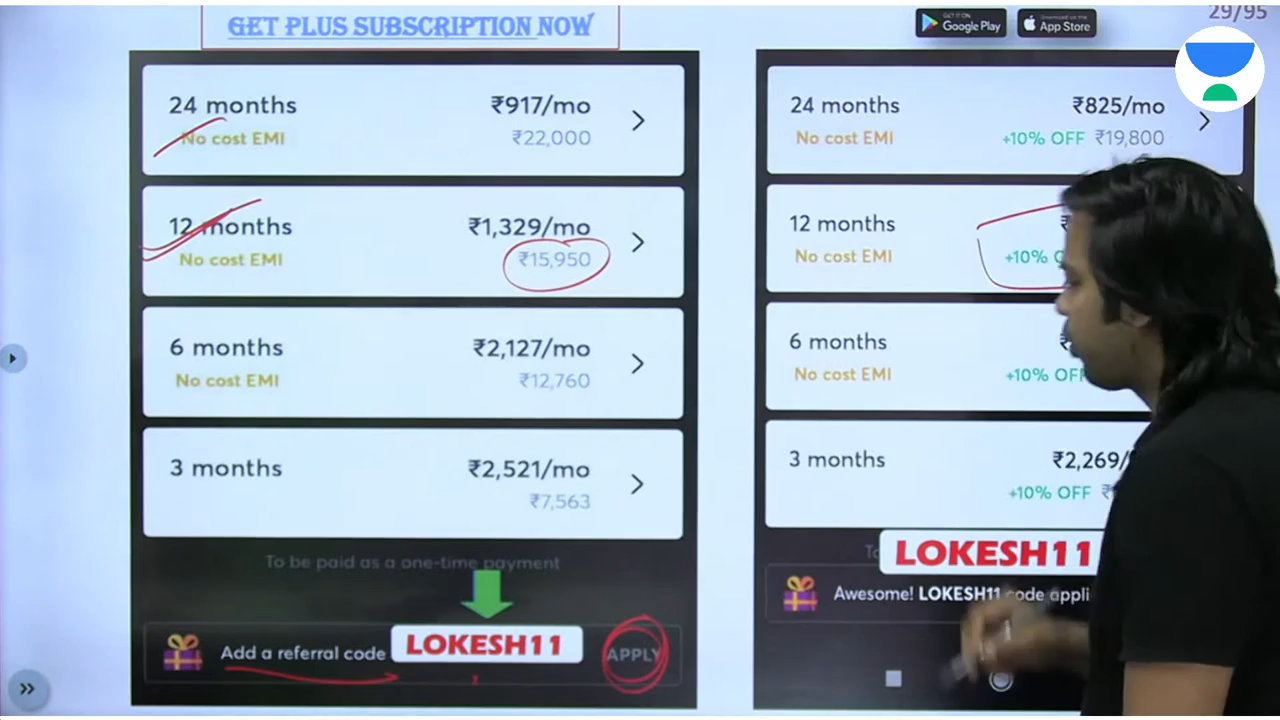 GET PLUS SUBSCRIPTION NOW
GET IT ON
Google Play
Download on the
App Store
29/95
24 months ₹917/mo
No cost EMI ₹22,000
12 months ₹1,329/mo
No cost EMI ₹15,950
6 months ₹2,127/mo
No cost EMI ₹12,760
3 months ₹2,521/mo
₹7,563
To be paid as a one-time payment
Add a referral code LOKESH11 APPLY
24 months ₹825/mo
No cost EMI +10% OFF ₹19,800
12 months
No cost EMI +10%
6 months
No cost EMI +10% OFF
3 months ₹2,269/
+10% OFF
LOKESH11
Awesome! LOKESH11 code appli